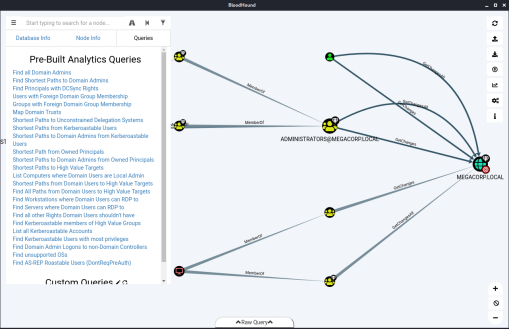 BloodHound
Start typing to search for a node...
Database Info
Node Info
Queries
Pre-Built Analytics Queries
Find all Domain Admins
Find Shortest Paths to Domain Admins
Find Principals with DCSync Rights
Users with Foreign Domain Group Membership
Groups with Foreign Domain Group Membership
Map Domain Trusts
Shortest Paths to Unconstrained Delegation Systems
Shortest Paths from Kerberoastable Users
Shortest Paths to Domain Admins from Kerberoastable
Users
Shortest Path from Owned Principals
Shortest Paths to Domain Admins from Owned Principals
Shortest Paths to High Value Targets
List Computers where Domain Users are Local Admin
Shortest Paths from Domain Users to High Value Targets
Find All Paths from Domain Users to High Value Targets
Find Workstations where Domain Users can RDP to
Find Servers where Domain Users can RDP to
Find all other Rights Domain Users shouldn't have
Find Kerberoastable members of High Value Groups
List all Kerberoastable Accounts
Find Kerberoastable Users with most privileges
Find Domain Admin Logons to non-Domain Controllers
Find unsupported OSs
Find AS-REP Roastable Users (DontReqPreAuth)
Custom Queries
MemberOf
MemberOf
ADMINISTRATORS@MEGACORP.LOCAL
GetChanges
MEGACORP.LOCAL
GetChanges
GetChangesAll
MemberOf
MemberOf
Raw Query
ST